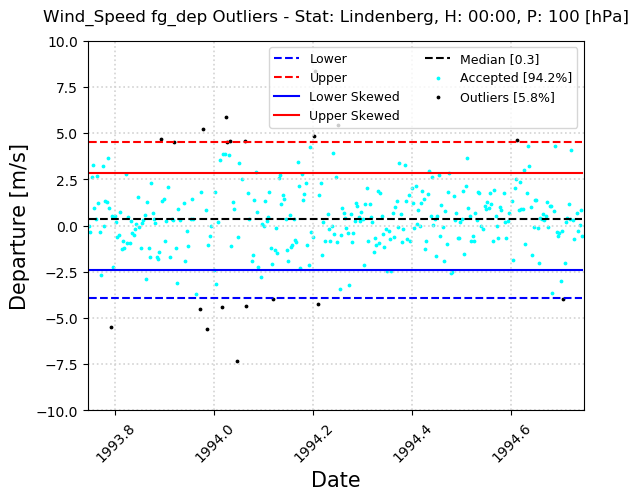 Wind_Speed fg_dep Outliers - Stat: Lindenberg, H: 00:00, P: 100 [hPa]
10.0
7.5
5.0
2.5
0.0
−2.5
−5.0
−7.5
−10.0
Departure [m/s]
Lower
Upper
Lower Skewed
Upper Skewed
Median [0.3]
Accepted [94.2%]
Outliers [5.8%]
1993.8
1994.0
1994.2
1994.4
1994.6
Date